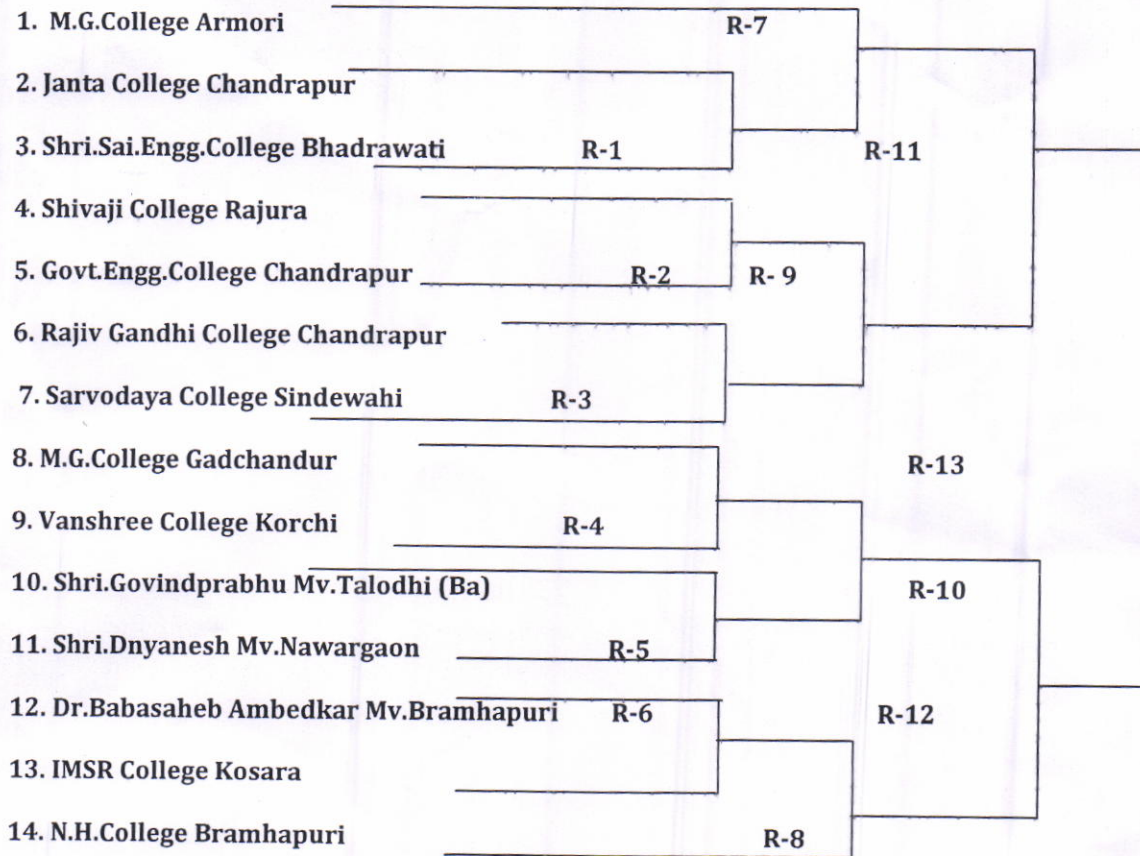 1. M.G.College Armori R-7
2. Janta College Chandrapur
3. Shri.Sai.Engg.College Bhadrawati R-1 R-11
4. Shivaji College Rajura
5. Govt.Engg.College Chandrapur R-2 R- 9
6. Rajiv Gandhi College Chandrapur
7. Sarvodaya College Sindewahi R-3
8. M.G.College Gadchandur R-13
9. Vanshree College Korchi R-4
10. Shri.Govindprabhu Mv.Talodhi (Ba) R-10
11. Shri.Dnyanesh Mv.Nawargaon R-5
12. Dr.Babasaheb Ambedkar Mv.Bramhapuri R-6 R-12
13. IMSR College Kosara
14. N.H.College Bramhapuri R-8